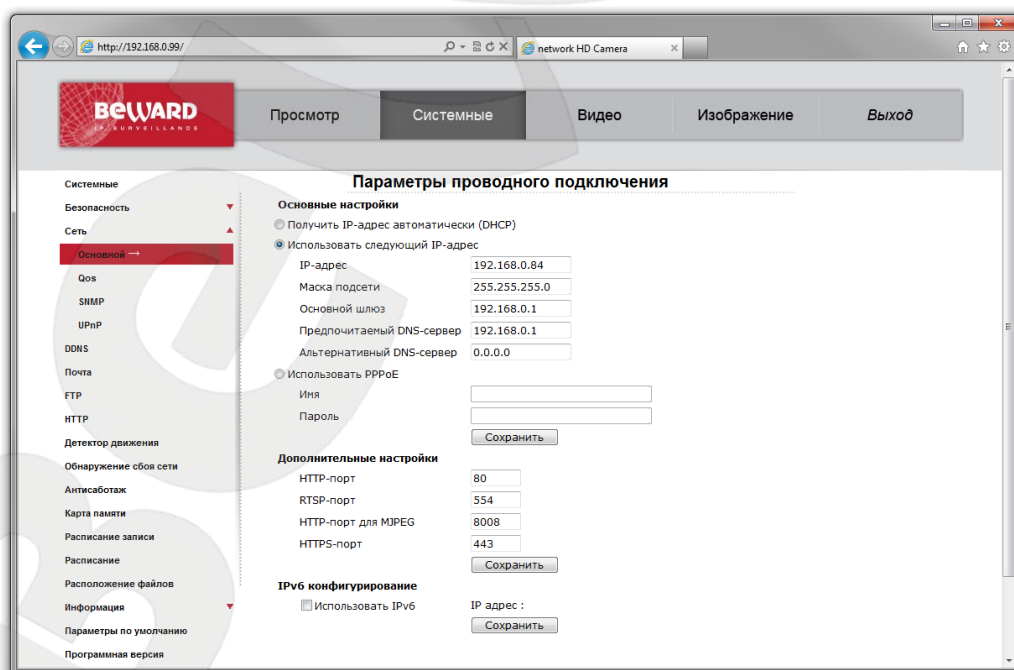 http://192.168.0.99/
network HD Camera
BEWARD
IP SURVEILLANCE
Просмотр
Системные
Видео
Изображение
Выход
Системные
Безопасность
Сеть
Основной →
Qos
SNMP
UPnP
DDNS
Почта
FTP
HTTP
Детектор движения
Обнаружение сбоя сети
Антисаботаж
Карта памяти
Расписание записи
Расписание
Расположение файлов
Информация
Параметры по умолчанию
Программная версия
Параметры проводного подключения
Основные настройки
Получить IP-адрес автоматически (DHCP)
Использовать следующий IP-адрес
IP-адрес 192.168.0.84
Маска подсети 255.255.255.0
Основной шлюз 192.168.0.1
Предпочитаемый DNS-сервер 192.168.0.1
Альтернативный DNS-сервер 0.0.0.0
Использовать PPPoE
Имя
Пароль
Сохранить
Дополнительные настройки
HTTP-порт 80
RTSP-порт 554
HTTP-порт для MJPEG 8008
HTTPS-порт 443
Сохранить
IPv6 конфигурирование
Использовать IPv6 IP адрес :
Сохранить